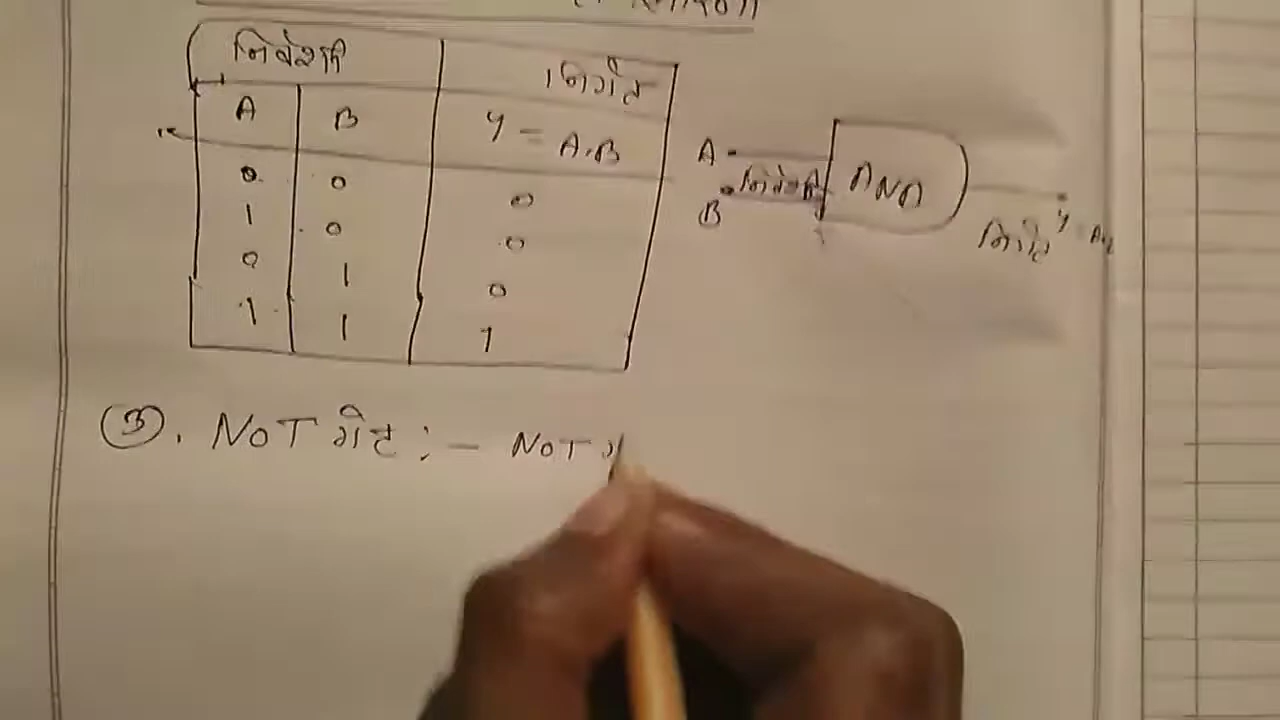 निवेशी निर्गत
A B Y = A.B
0 0 0
1 0 0
0 1 0
1 1 1
A
निवेशी AND
B
निर्गत Y = A.
③. NOT गेट :- NOT ग